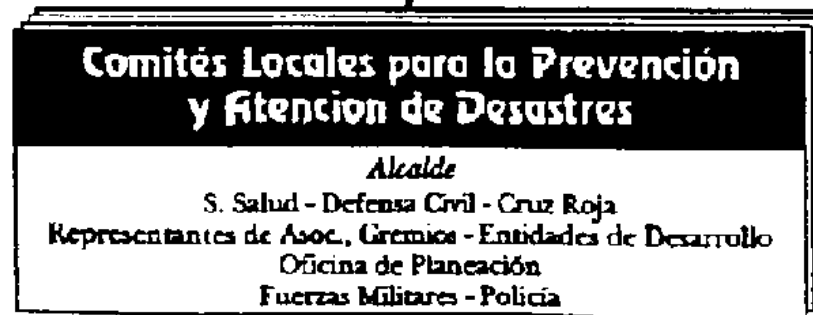 Comités Locales para la Prevención
y Atencion de Desastres
Alcalde
S. Salud - Defensa Civil - Cruz Roja
Representantes de Asoc., Gremios - Entidades de Desarrollo
Oficina de Planeación
Fuerzas Militares - Policía